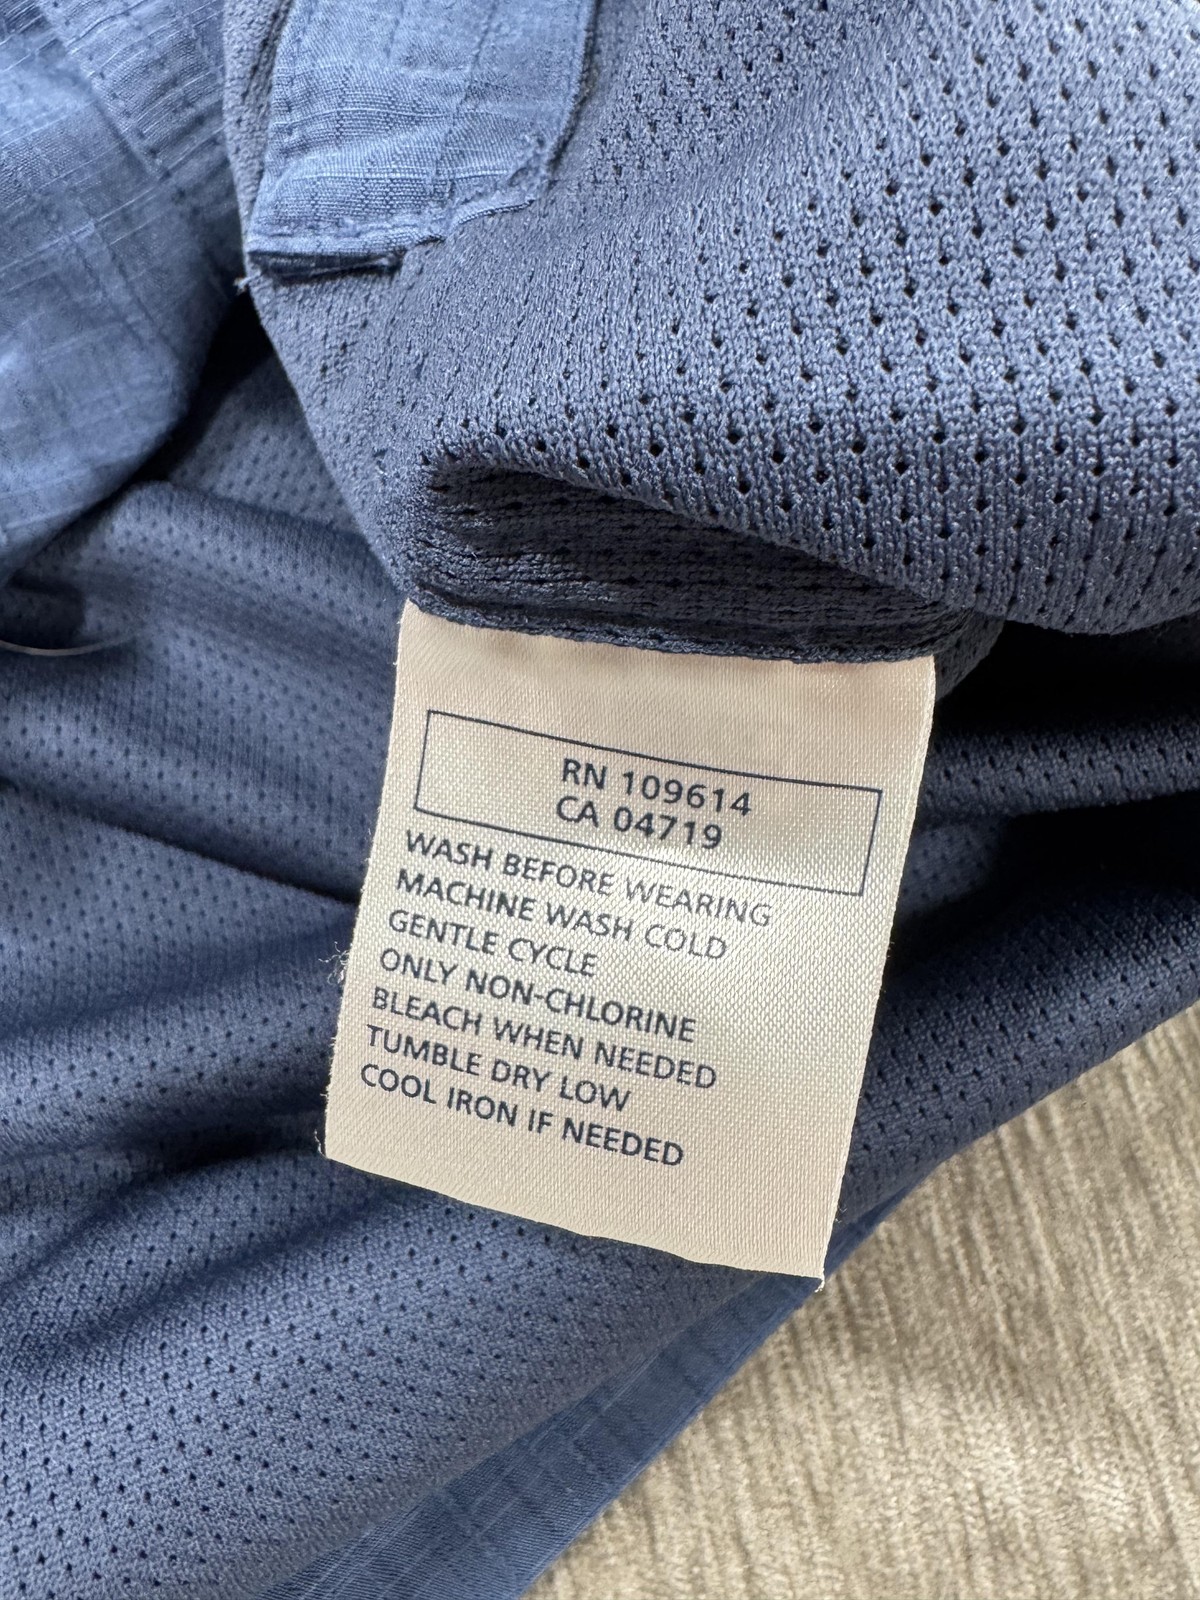 RN 109614
CA 04719
WASH BEFORE WEARING
MACHINE WASH COLD
GENTLE CYCLE
ONLY NON-CHLORINE
BLEACH WHEN NEEDED
TUMBLE DRY LOW
COOL IRON IF NEEDED